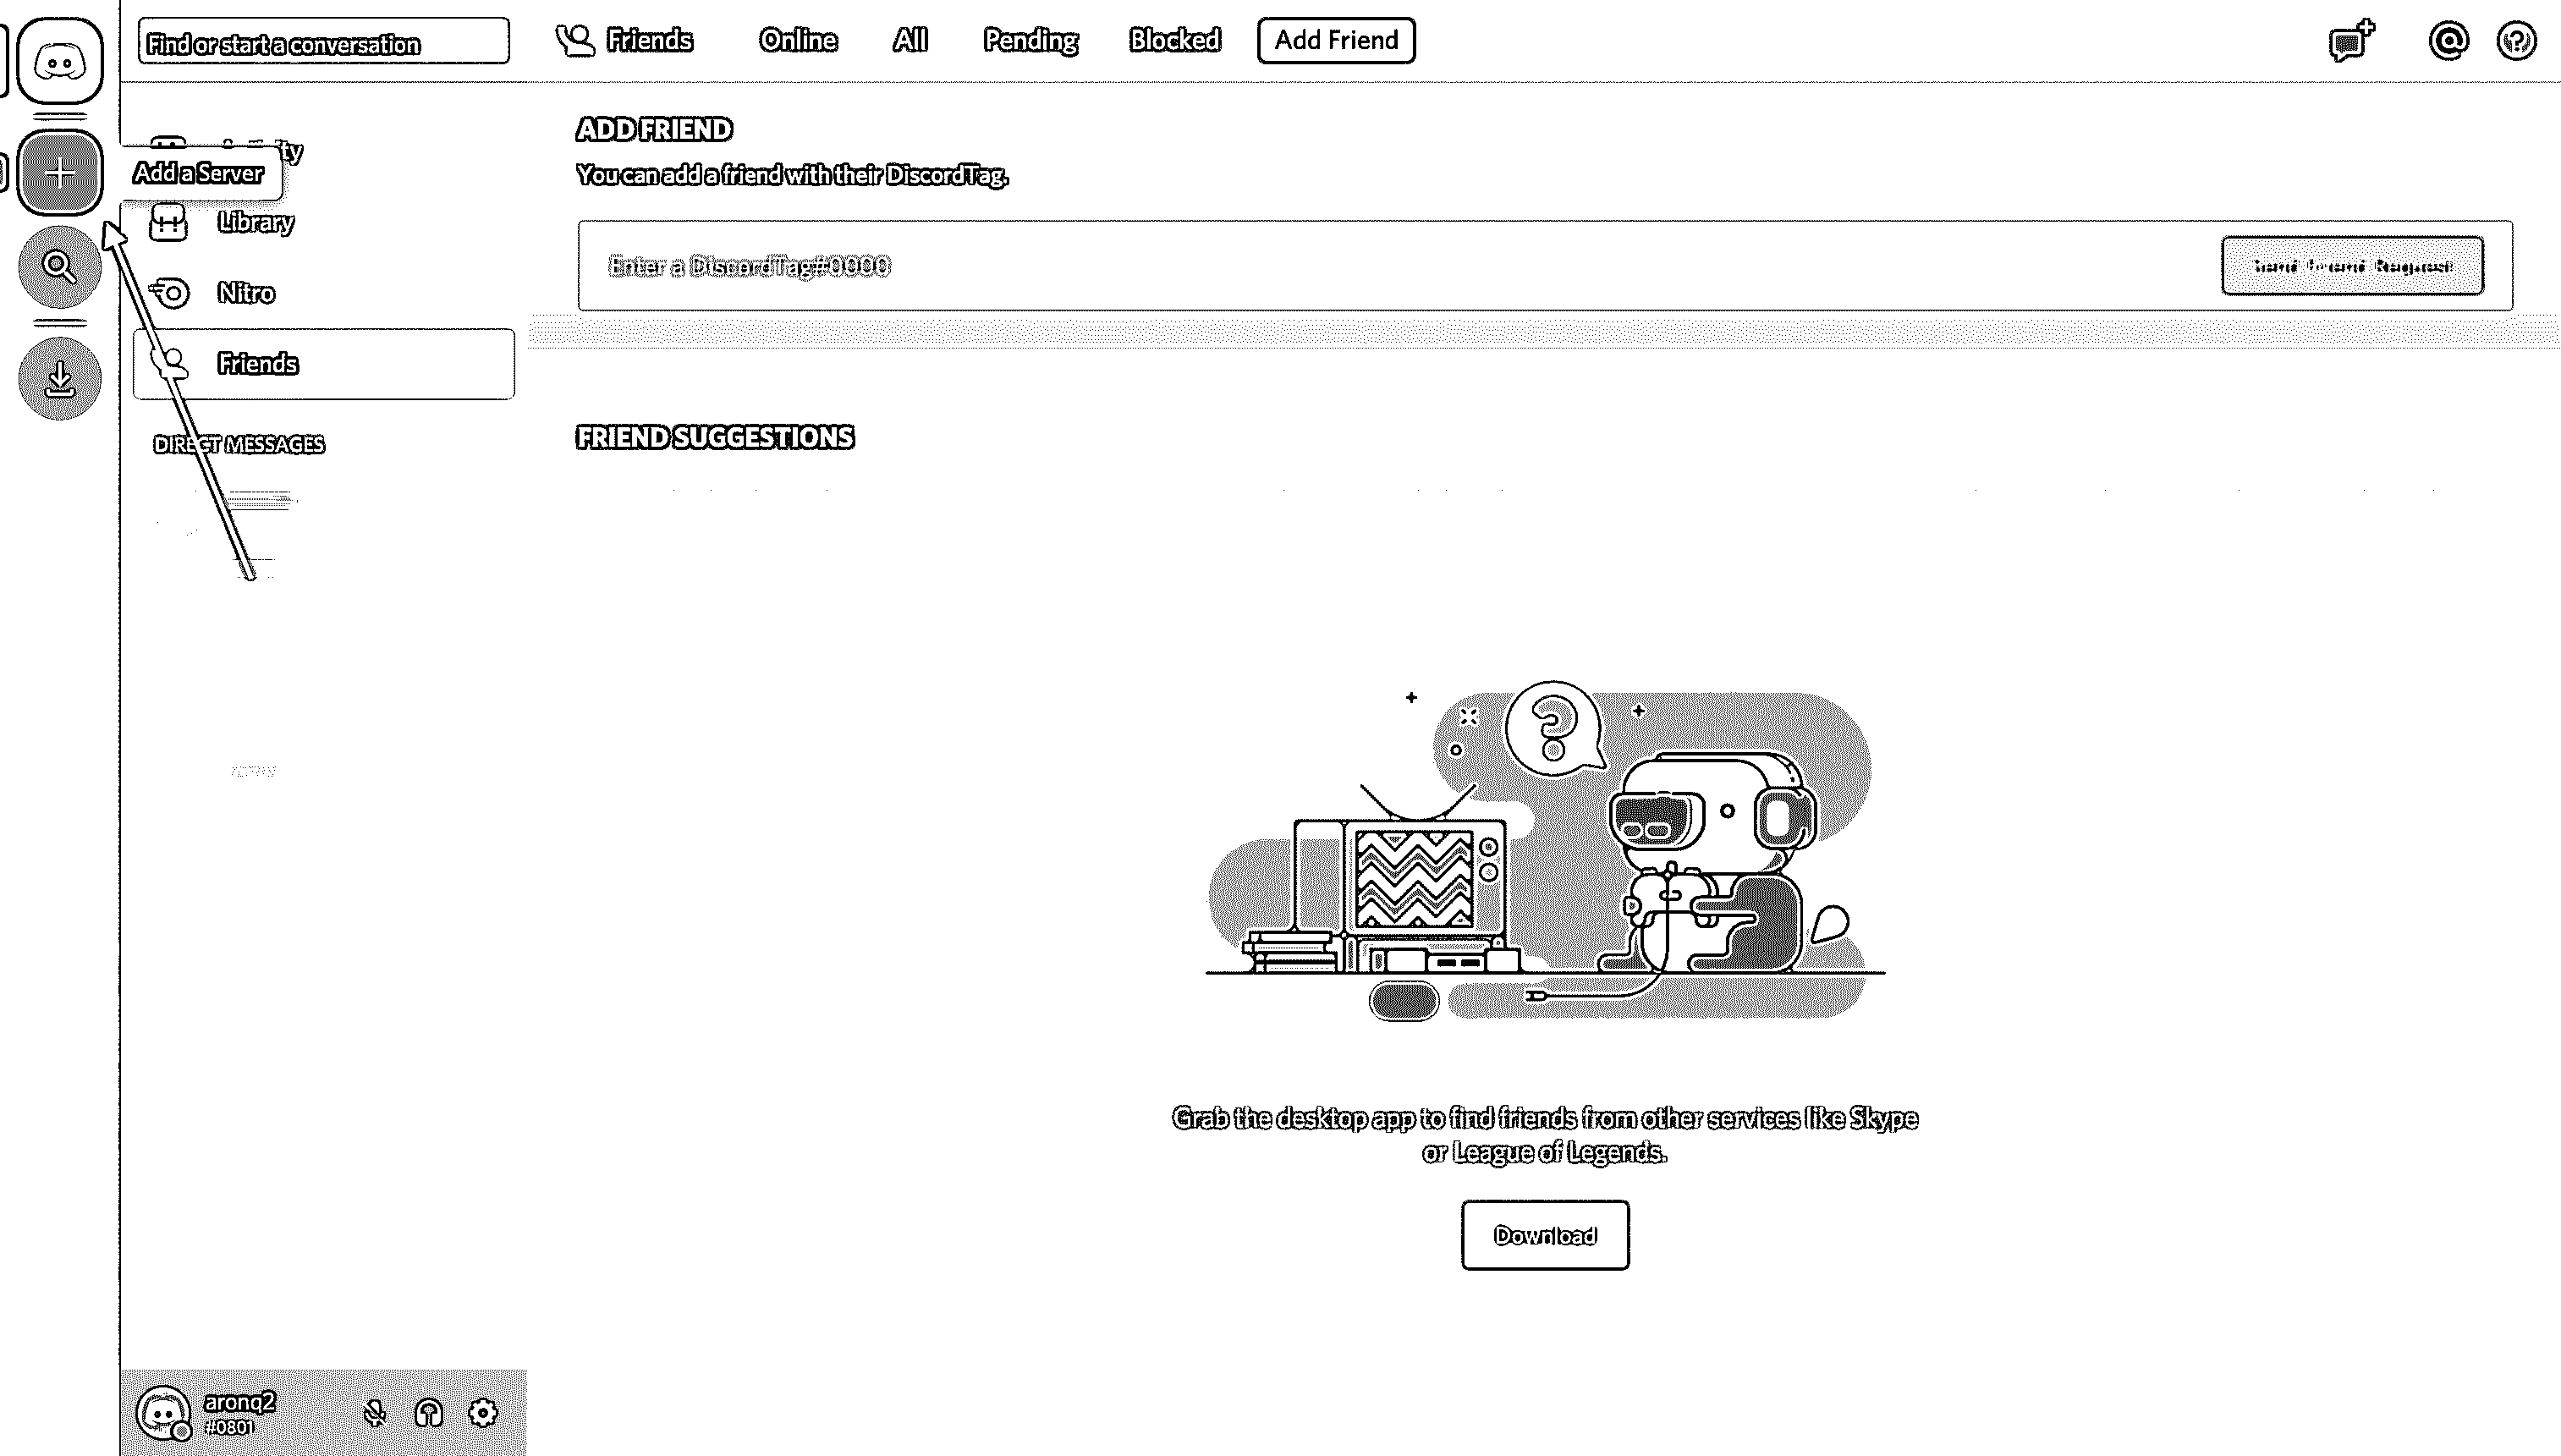 Find or start a conversation
Friends
Online
All
Pending
Blocked
Add Friend
Add a Server
Library
Nitro
Friends
DIRECT MESSAGES
ADD FRIEND
You can add a friend with their DiscordTag.
Enter a DiscordTag#0000
Send Friend Request
FRIEND SUGGESTIONS
Grab the desktop app to find friends from other services like Skype
or League of Legends.
Download
aronq2
#0801